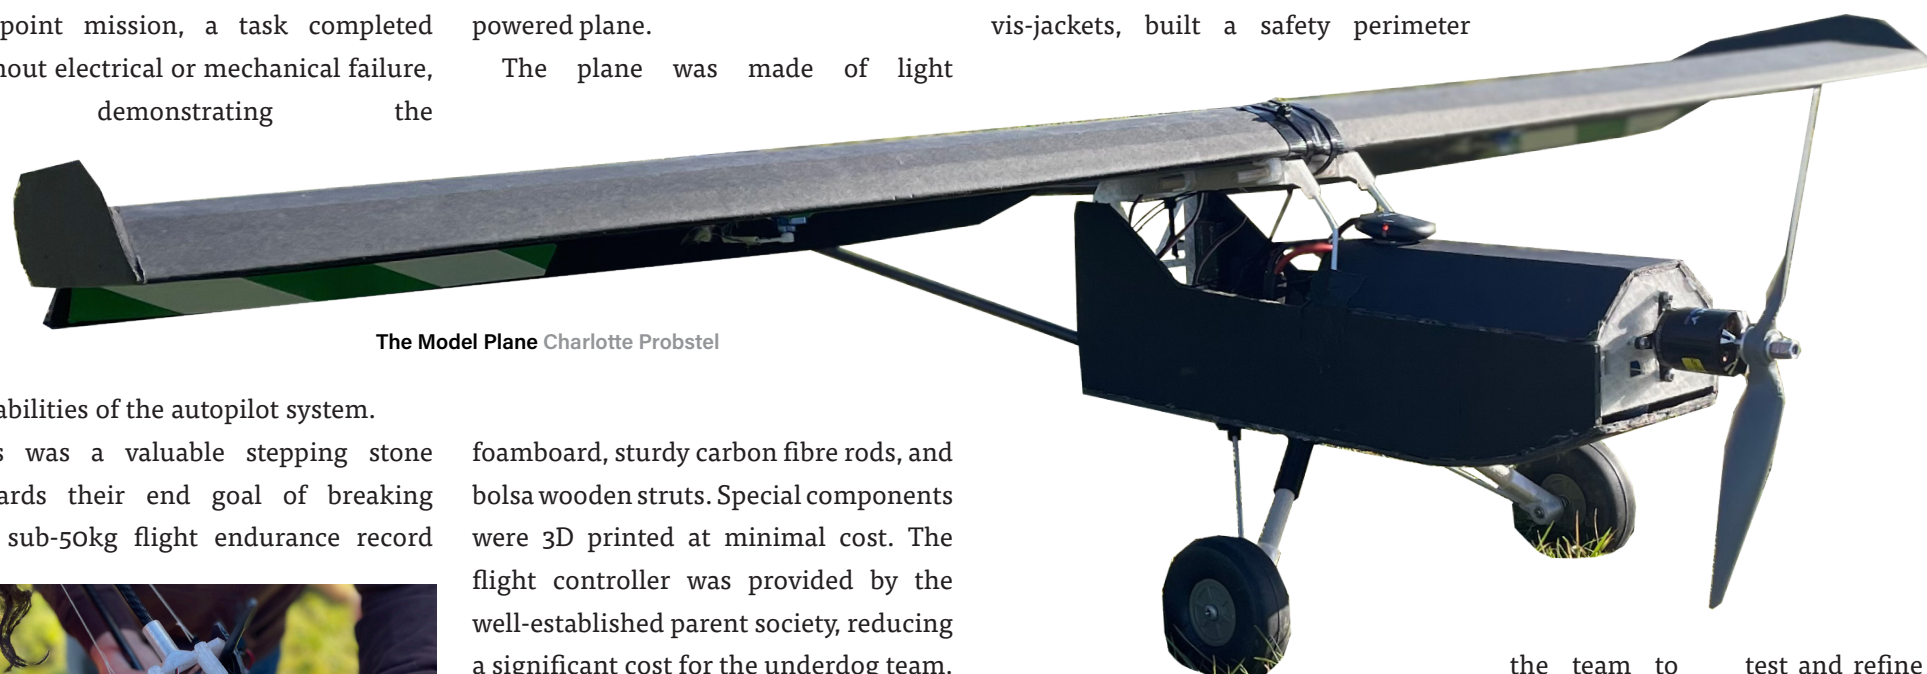 point mission, a task completed
out electrical or mechanical failure,
demonstrating the
abilities of the autopilot system.
was a valuable stepping stone
their end goal of breaking
sub-50kg flight endurance record
powered plane.
The plane was made of light
The Model Plane Charlotte Probstel
foamboard, sturdy carbon fibre rods, and
bolsa wooden struts. Special components
were 3D printed at minimal cost. The
flight controller was provided by the
well-established parent society, reducing
a significant cost for the underdog team.
vis-jackets, built a safety perimeter
the team to test and refine